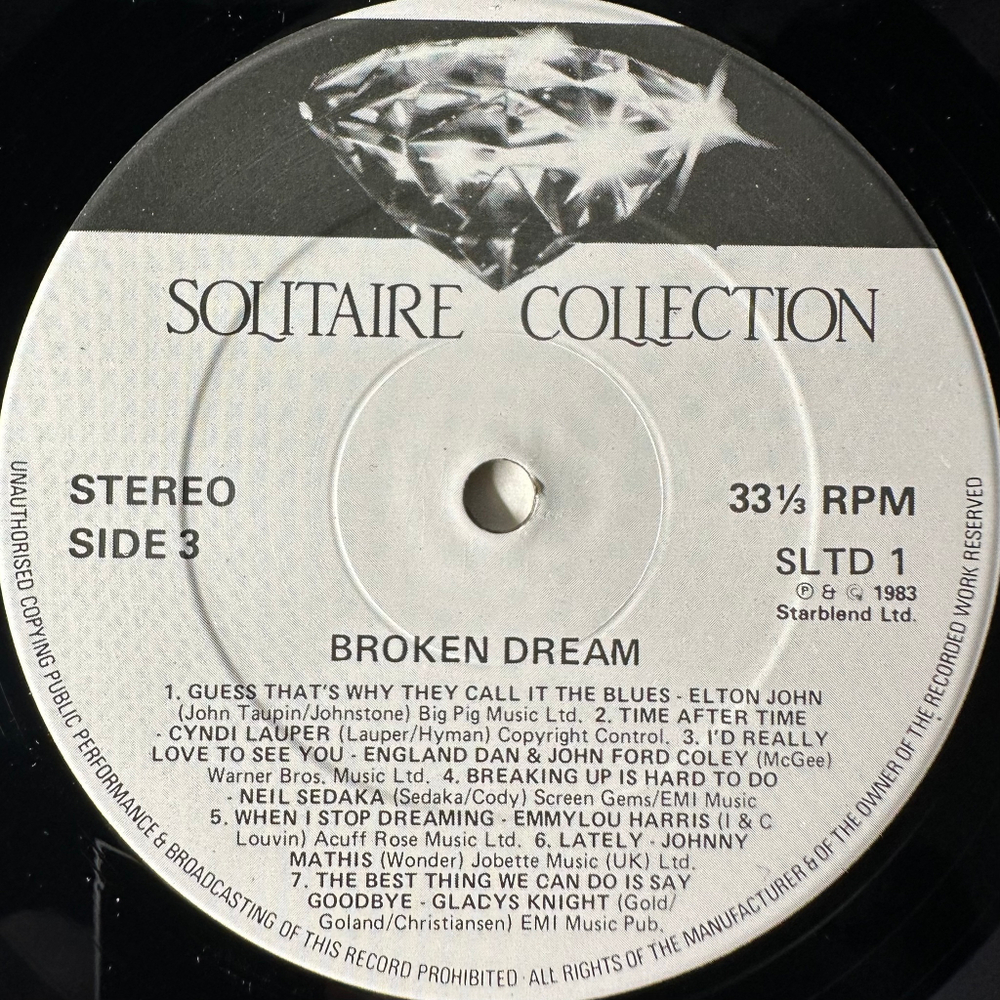 SOLITAIRE COLLECTION
STEREO
SIDE 3
33⅓ RPM
SLTD 1
Ⓟ & © 1983
Starblend Ltd.
BROKEN DREAM
1. GUESS THAT'S WHY THEY CALL IT THE BLUES - ELTON JOHN
(John Taupin/Johnstone) Big Pig Music Ltd. 2. TIME AFTER TIME
- CYNDI LAUPER (Lauper/Hyman) Copyright Control. 3. I'D REALLY
LOVE TO SEE YOU - ENGLAND DAN & JOHN FORD COLEY (McGee)
Warner Bros. Music Ltd. 4. BREAKING UP IS HARD TO DO
- NEIL SEDAKA (Sedaka/Cody) Screen Gems/EMI Music
5. WHEN I STOP DREAMING - EMMYLOU HARRIS (I & C
Louvin) Acuff Rose Music Ltd. 6. LATELY - JOHNNY
MATHIS (Wonder) Jobette Music (UK) Ltd.
7. THE BEST THING WE CAN DO IS SAY
GOODBYE - GLADYS KNIGHT (Gold/
Goland/Christiansen) EMI Music Pub.
UNAUTHORISED COPYING PUBLIC PERFORMANCE & BROADCASTING OF THIS RECORD PROHIBITED · ALL RIGHTS OF THE MANUFACTURER & OF THE OWNER OF THE RECORDED WORK RESERVED